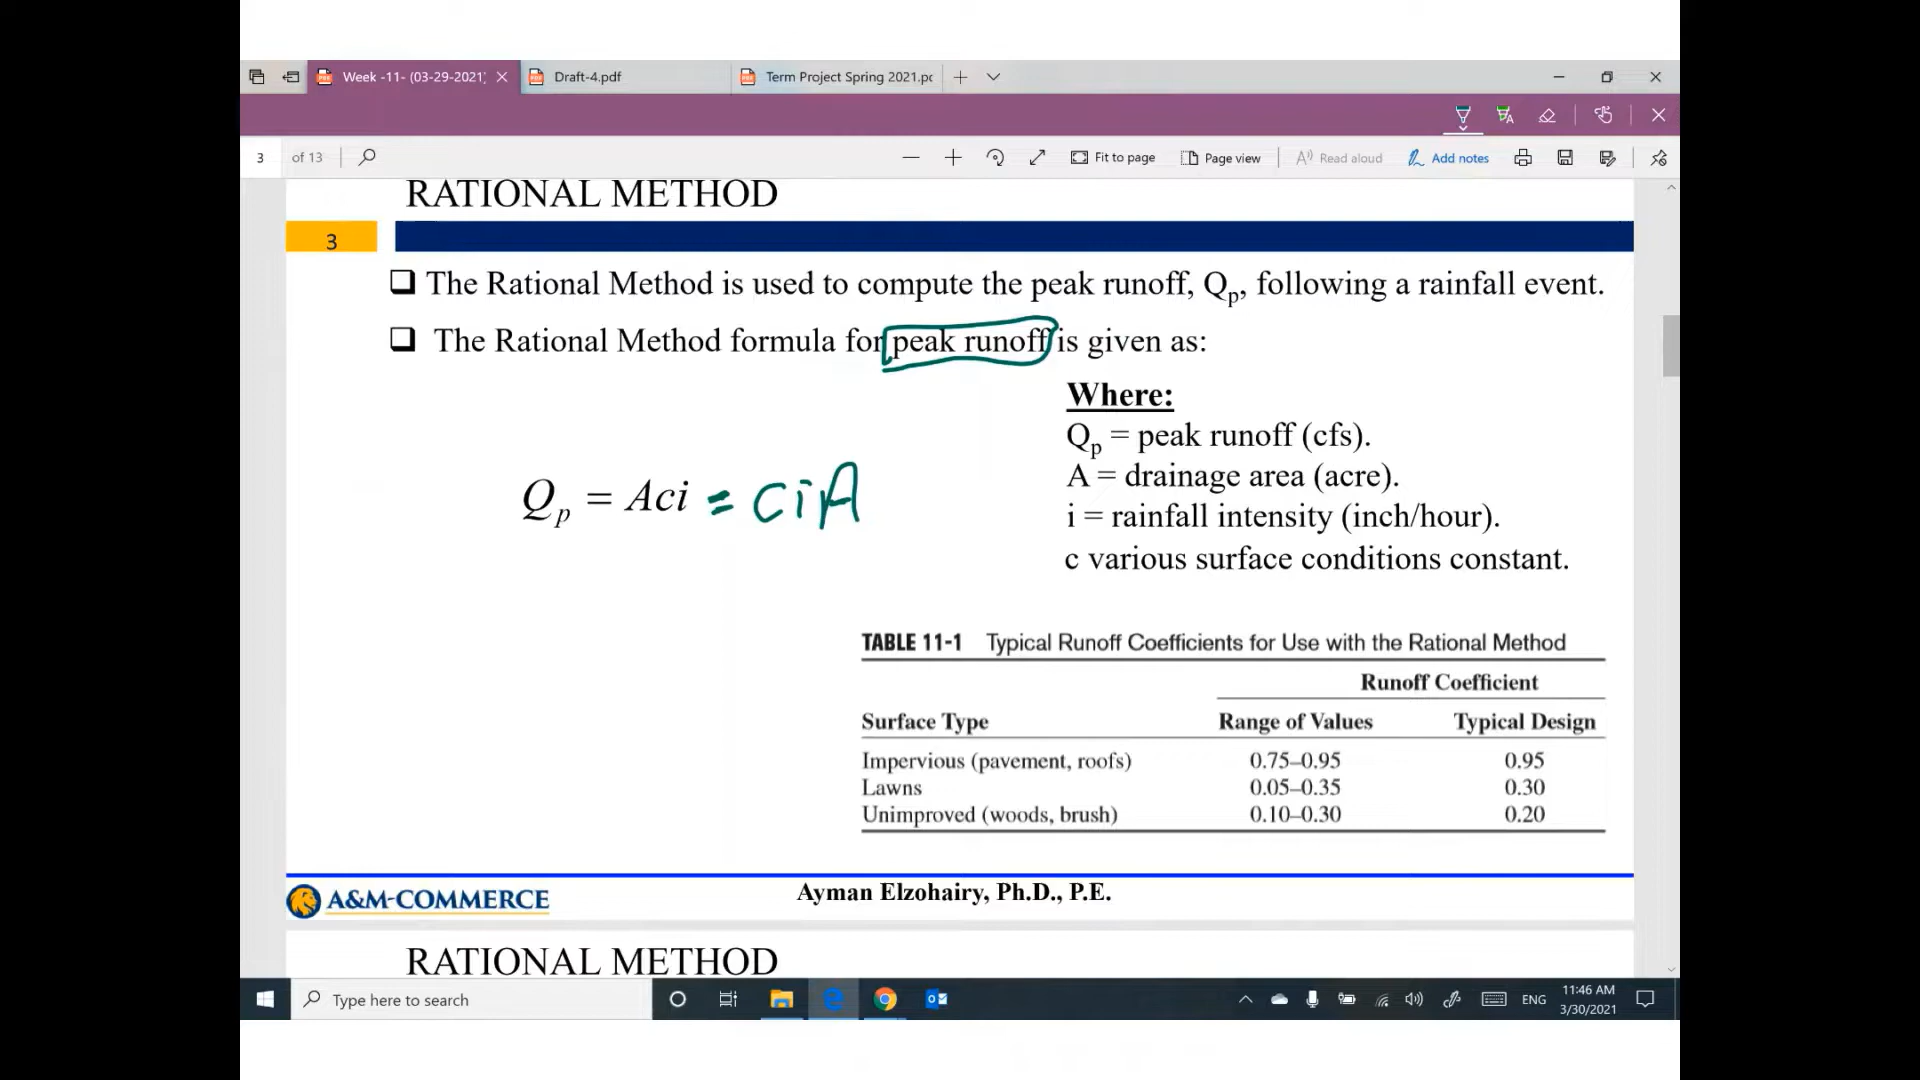 Week -11- (03-29-2021)
Draft-4.pdf
Term Project Spring 2021.pc
3
of 13
Fit to page
Page view
Read aloud
Add notes
RATIONAL METHOD
3
❑ The Rational Method is used to compute the peak runoff, Qp, following a rainfall event.
❑ The Rational Method formula for peak runoff is given as:
Where:
Qp = peak runoff (cfs).
A = drainage area (acre).
Qp = Aci = CiA
i = rainfall intensity (inch/hour).
c various surface conditions constant.
TABLE 11-1 Typical Runoff Coefficients for Use with the Rational Method
Runoff Coefficient
Surface Type Range of Values Typical Design
Impervious (pavement, roofs) 0.75–0.95 0.95
Lawns 0.05–0.35 0.30
Unimproved (woods, brush) 0.10–0.30 0.20
A&M-COMMERCE
Ayman Elzohairy, Ph.D., P.E.
RATIONAL METHOD
Type here to search
ENG
11:46 AM
3/30/2021